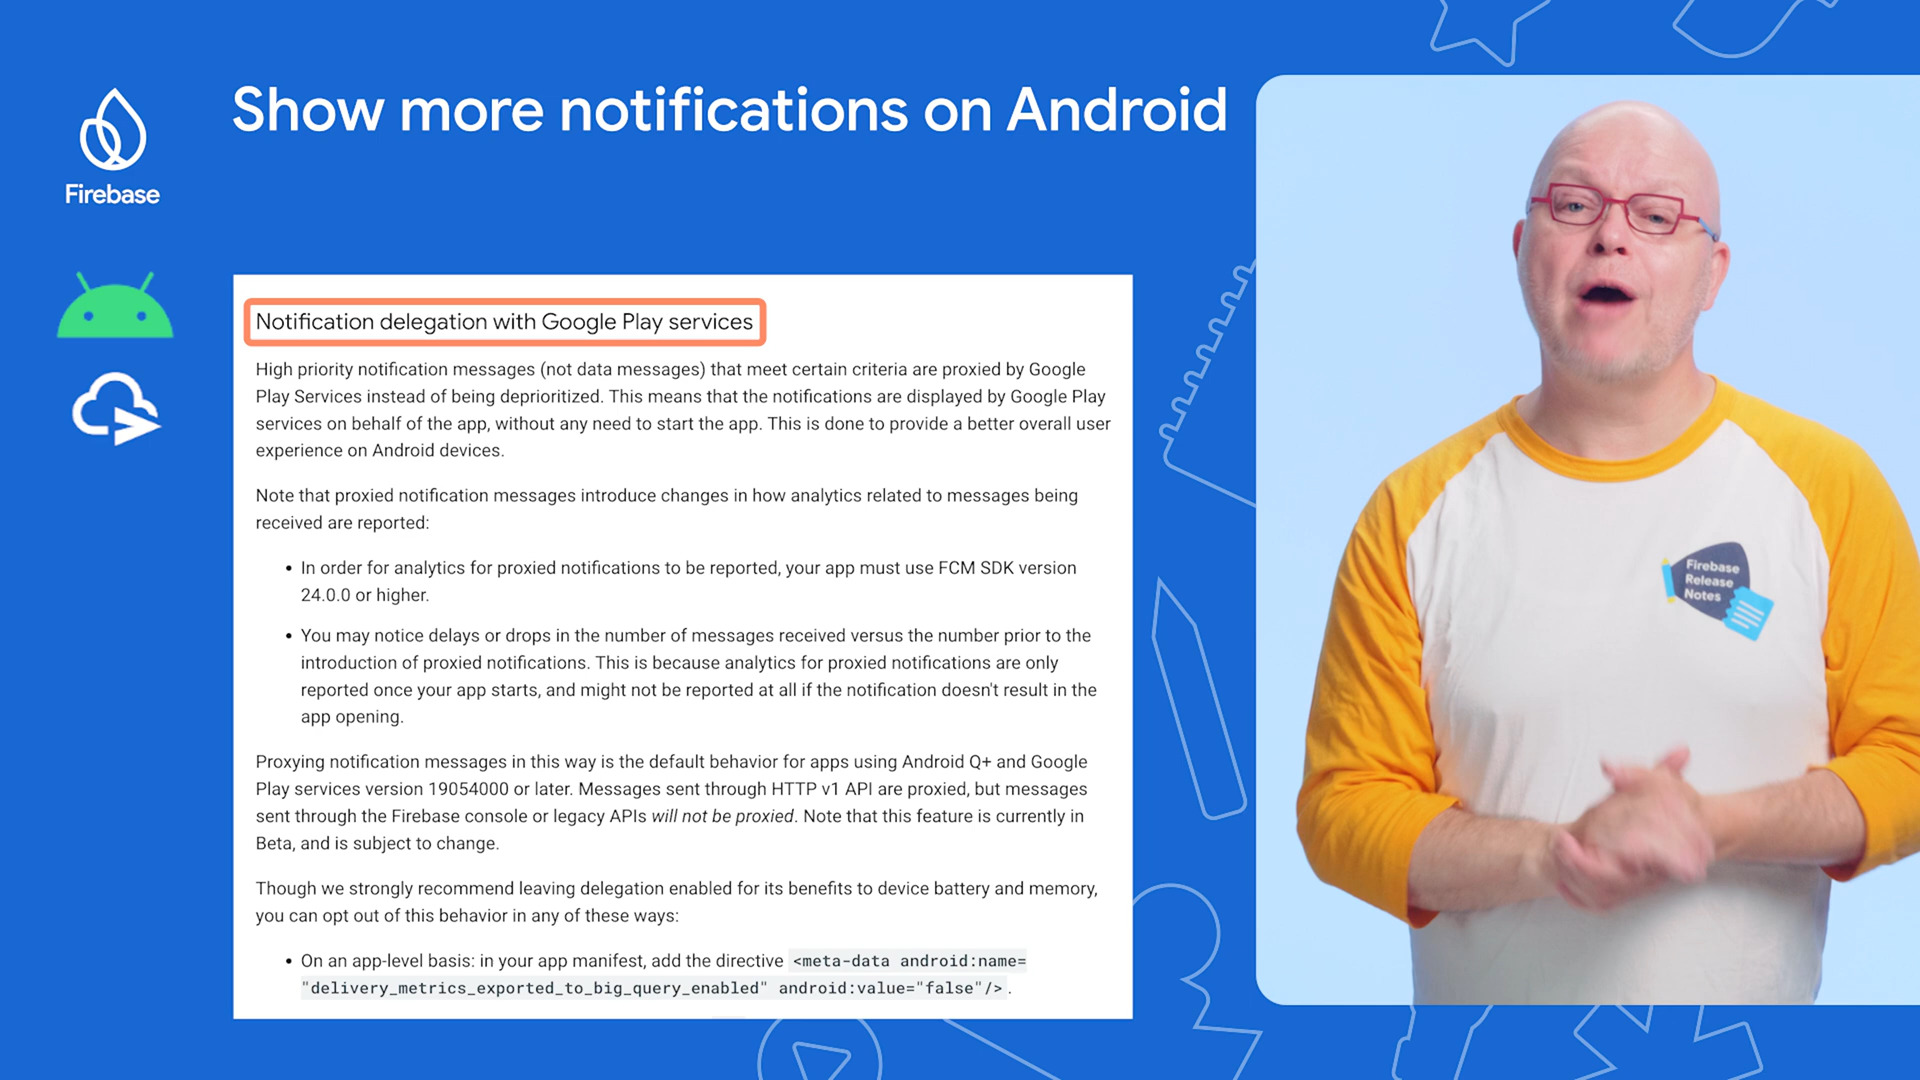 Show more notifications on Android
Firebase
Notification delegation with Google Play services
High priority notification messages (not data messages) that meet certain criteria are proxied by Google
Play Services instead of being deprioritized. This means that the notifications are displayed by Google Play
services on behalf of the app, without any need to start the app. This is done to provide a better overall user
experience on Android devices.
Note that proxied notification messages introduce changes in how analytics related to messages being
received are reported:
• In order for analytics for proxied notifications to be reported, your app must use FCM SDK version
24.0.0 or higher.
• You may notice delays or drops in the number of messages received versus the number prior to the
introduction of proxied notifications. This is because analytics for proxied notifications are only
reported once your app starts, and might not be reported at all if the notification doesn't result in the
app opening.
Proxying notification messages in this way is the default behavior for apps using Android Q+ and Google
Play services version 19054000 or later. Messages sent through HTTP v1 API are proxied, but messages
sent through the Firebase console or legacy APIs will not be proxied. Note that this feature is currently in
Beta, and is subject to change.
Though we strongly recommend leaving delegation enabled for its benefits to device battery and memory,
you can opt out of this behavior in any of these ways:
• On an app-level basis: in your app manifest, add the directive <meta-data android:name=
"delivery_metrics_exported_to_big_query_enabled" android:value="false"/>.
Firebase
Release
Notes